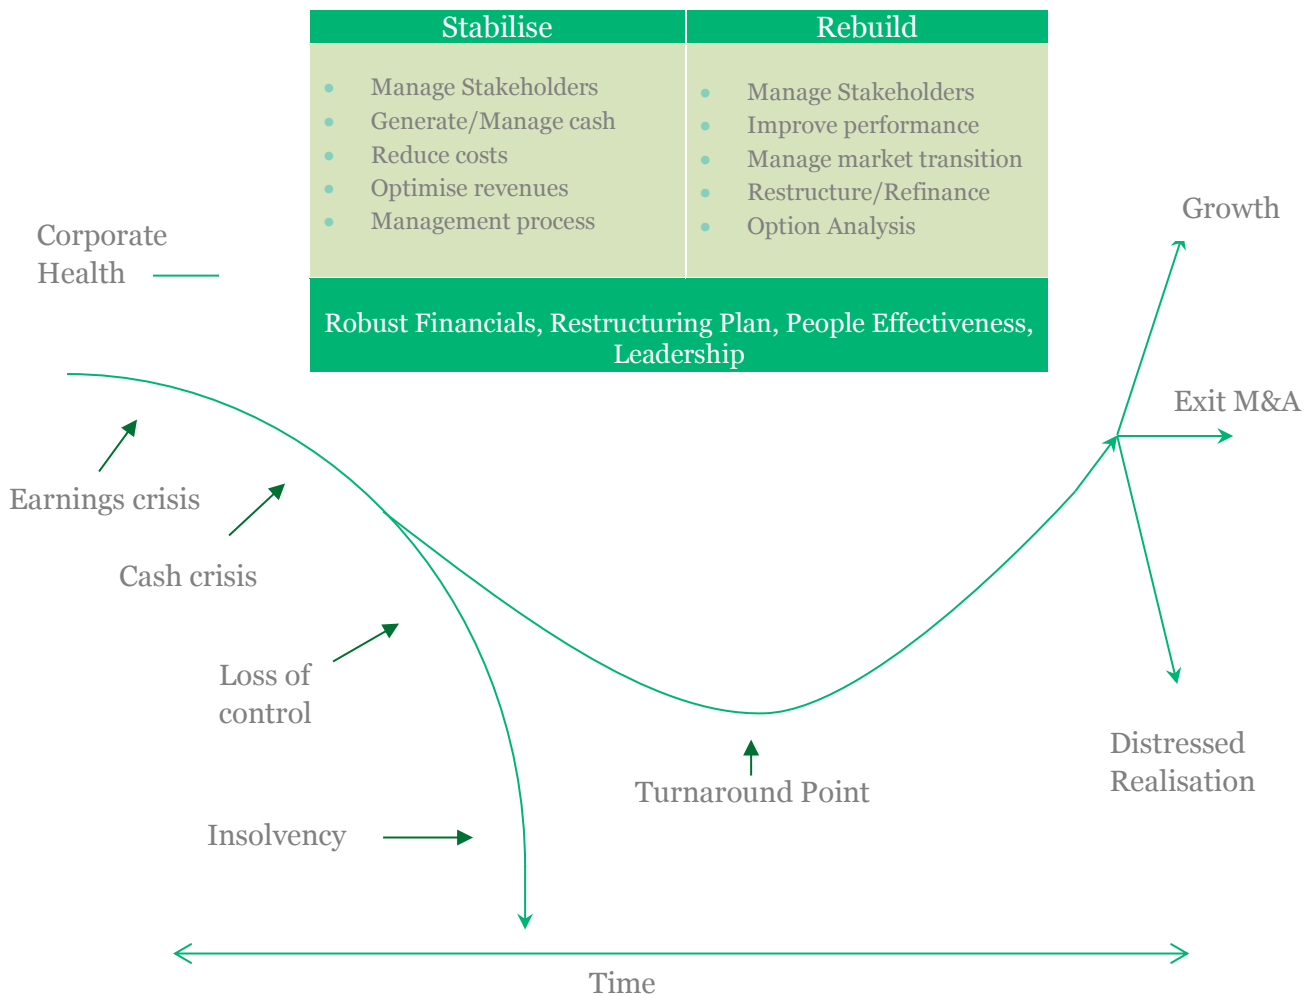 Stabilise
Rebuild
Manage Stakeholders
Generate/Manage cash
Reduce costs
Optimise revenues
Management process
Manage Stakeholders
Improve performance
Manage market transition
Restructure/Refinance
Option Analysis
Robust Financials, Restructuring Plan, People Effectiveness,
Leadership
Corporate
Health
Growth
Exit M&A
Earnings crisis
Cash crisis
Loss of
control
Distressed
Realisation
Turnaround Point
Insolvency
Time